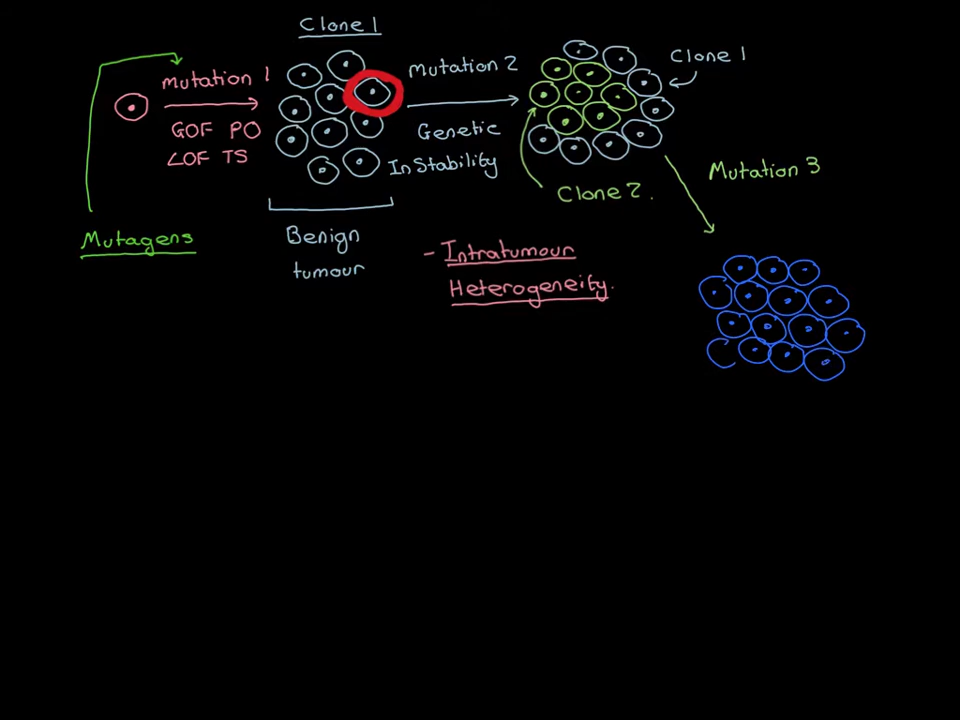 Clone 1
Mutation 1
GOF PO
LOF TS
Mutation 2
Genetic
InStability
Clone 1
Clone 2.
Mutation 3
Mutagens
Benign
tumour
- Intratumour
Heterogeneity.